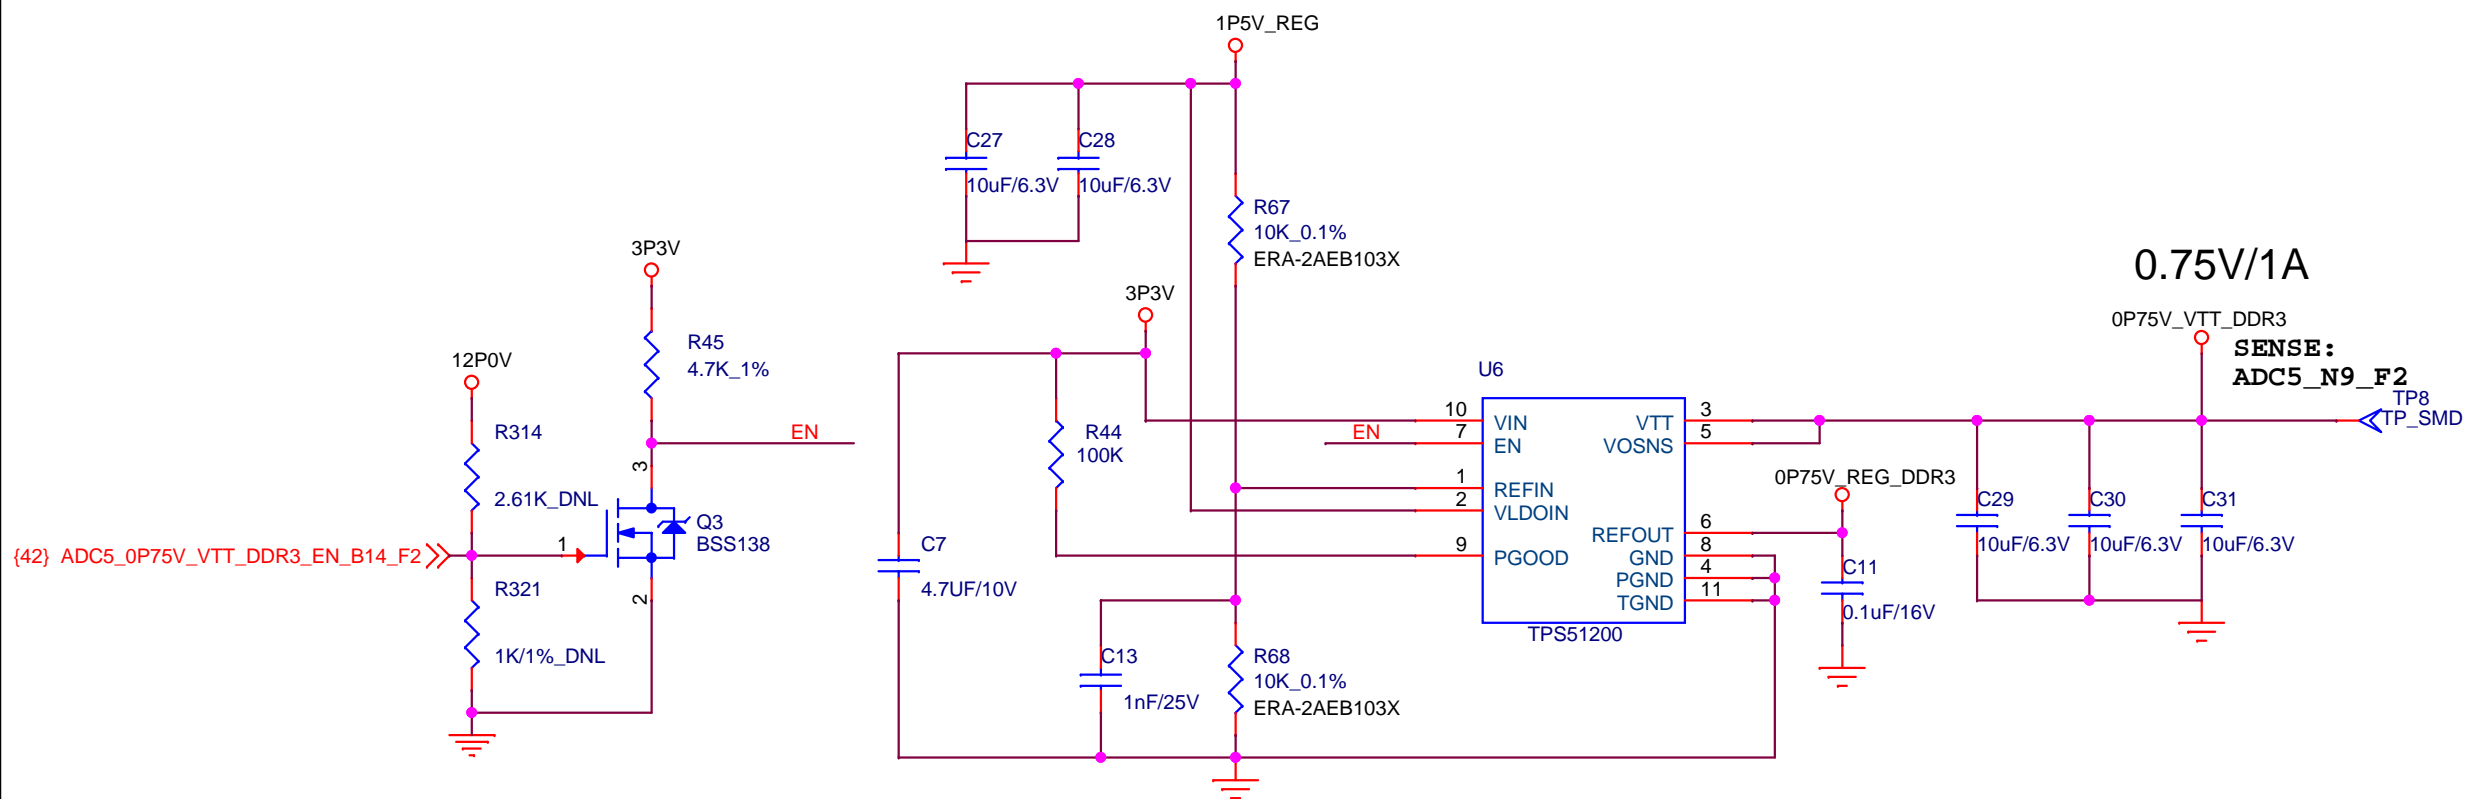 1P5V_REG
C27
C28
10uF/6.3V
10uF/6.3V
R67
10K_0.1%
ERA-2AEB103X
3P3V
3P3V
0.75V/1A
0P75V_VTT_DDR3
SENSE:
ADC5_N9_F2
TP8
TP_SMD
R45
4.7K_1%
12P0V
R314
2.61K_DNL
EN
3
Q3
BSS138
1
{42} ADC5_0P75V_VTT_DDR3_EN_B14_F2
R321
1K/1%_DNL
2
R44
100K
C7
4.7UF/10V
C13
1nF/25V
R68
10K_0.1%
ERA-2AEB103X
U6
10 VIN
EN 7 EN
1 REFIN
2 VLDOIN
9 PGOOD
VTT 3
VOSNS 5
REFOUT 6
GND 8
PGND 4
TGND 11
TPS51200
0P75V_REG_DDR3
C11
0.1uF/16V
C29
10uF/6.3V
C30
10uF/6.3V
C31
10uF/6.3V